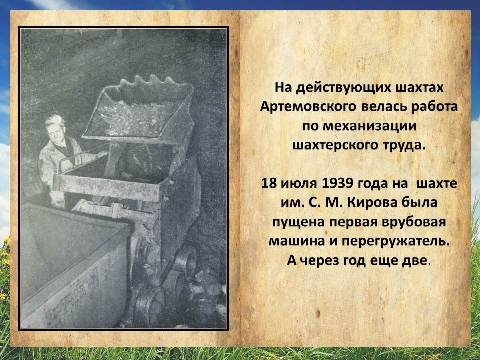 На действующих шахтах
Артемовского велась работа
по механизации
шахтерского труда.
18 июля 1939 года на шахте
им. С. М. Кирова была
пущена первая врубовая
машина и перегружатель.
А через год еще две.